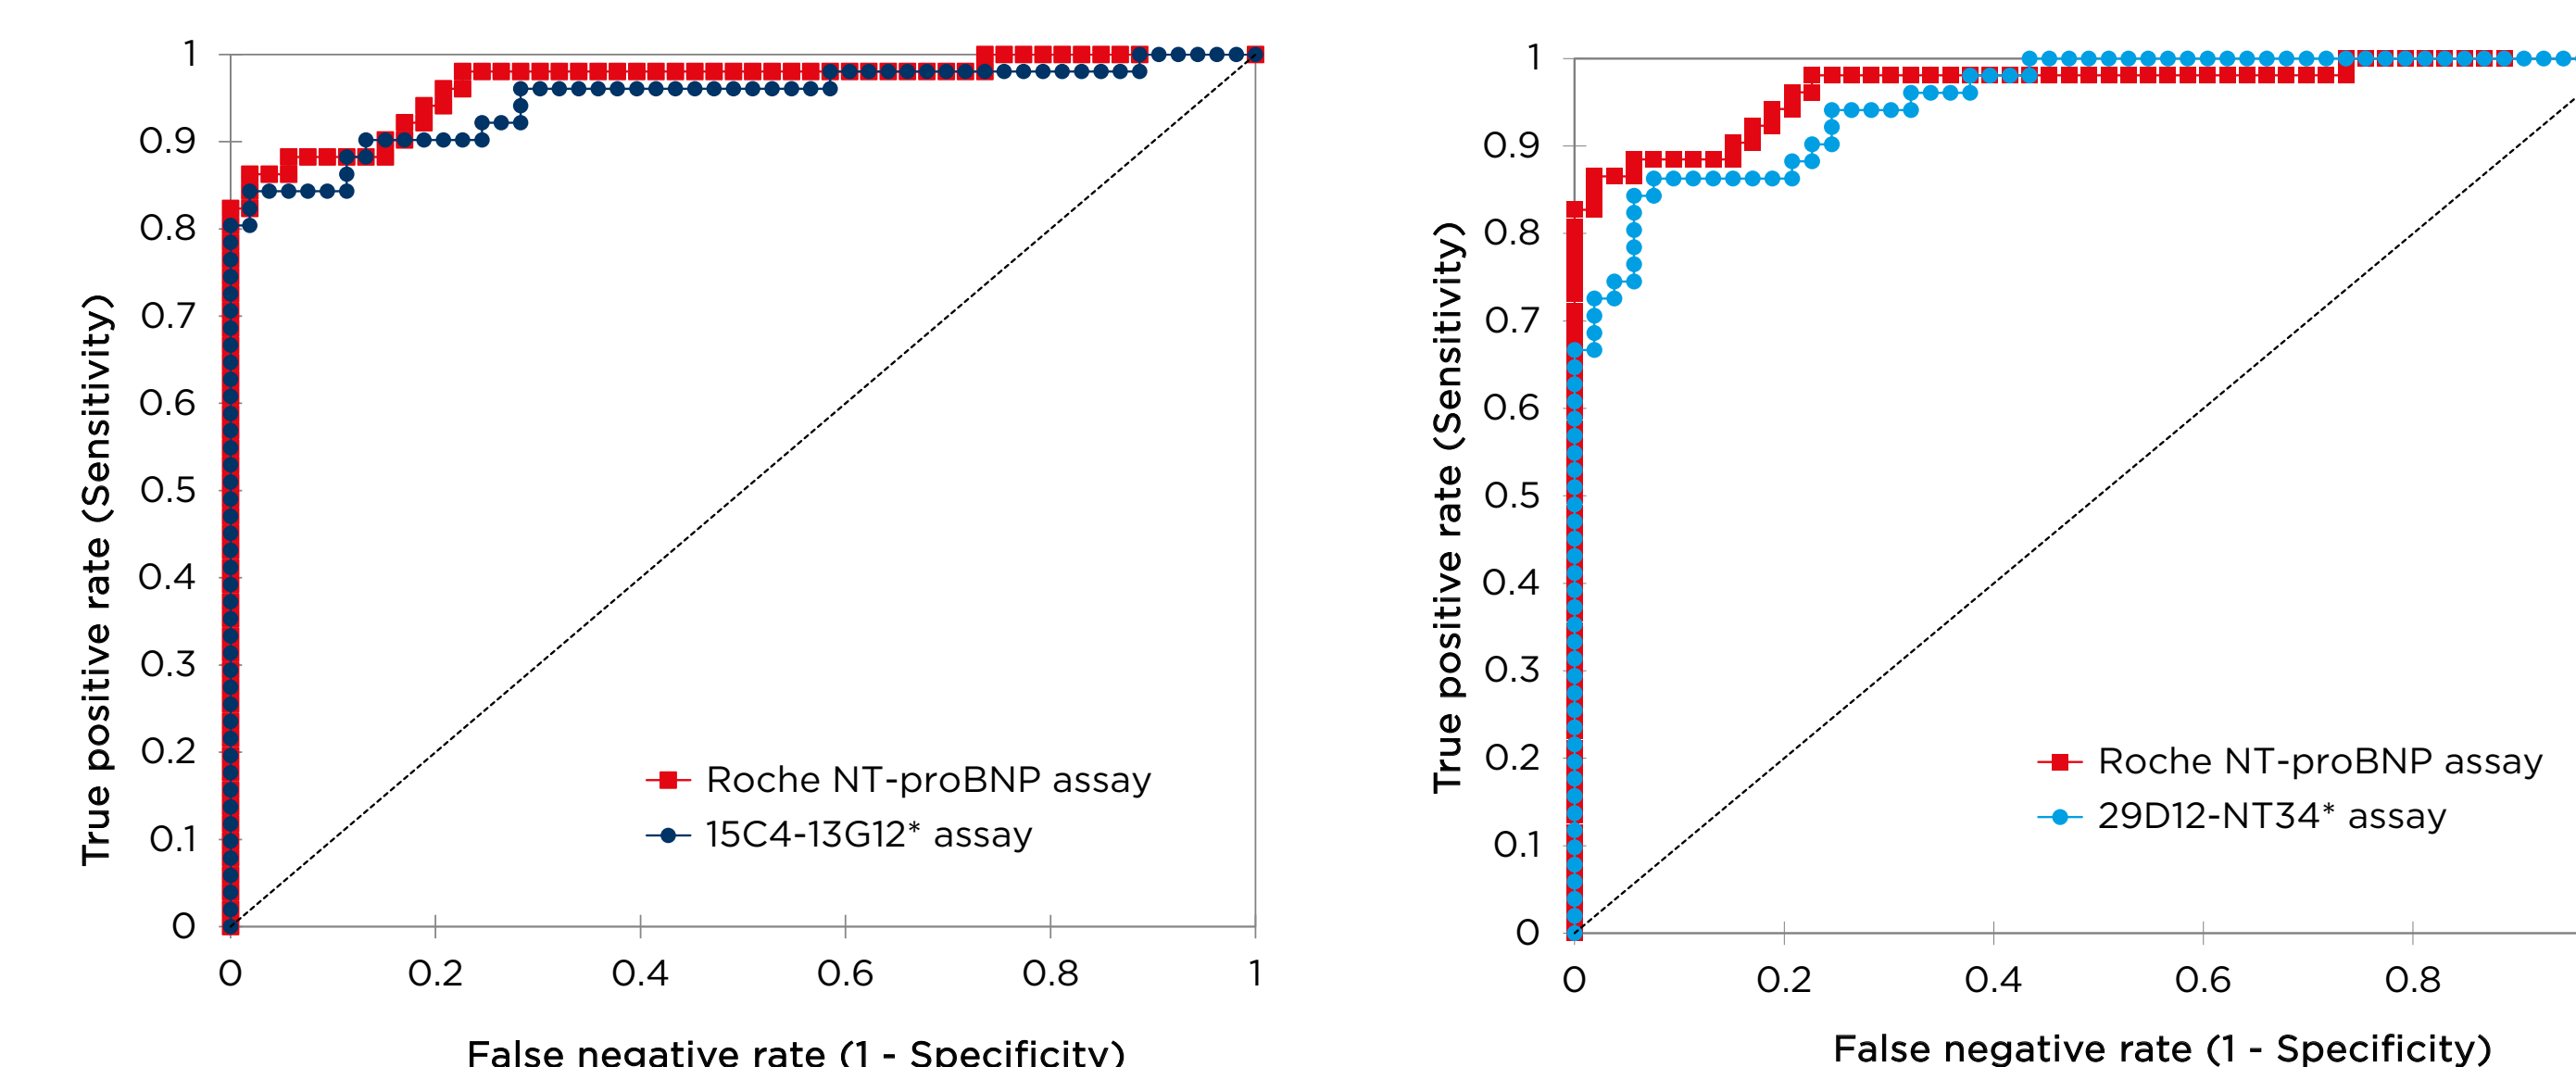 True positive rate (Sensitivity)
1
0.9
0.8
0.7
0.6
0.5
0.4
0.3
0.2
0.1
0
Roche NT-proBNP assay
15C4-13G12* assay
0 0.2 0.4 0.6 0.8 1
False negative rate (1 - Specificity)
True positive rate (Sensitivity)
1
0.9
0.8
0.7
0.6
0.5
0.4
0.3
0.2
0.1
0
Roche NT-proBNP assay
29D12-NT34* assay
0 0.2 0.4 0.6 0.8
False negative rate (1 - Specificity)